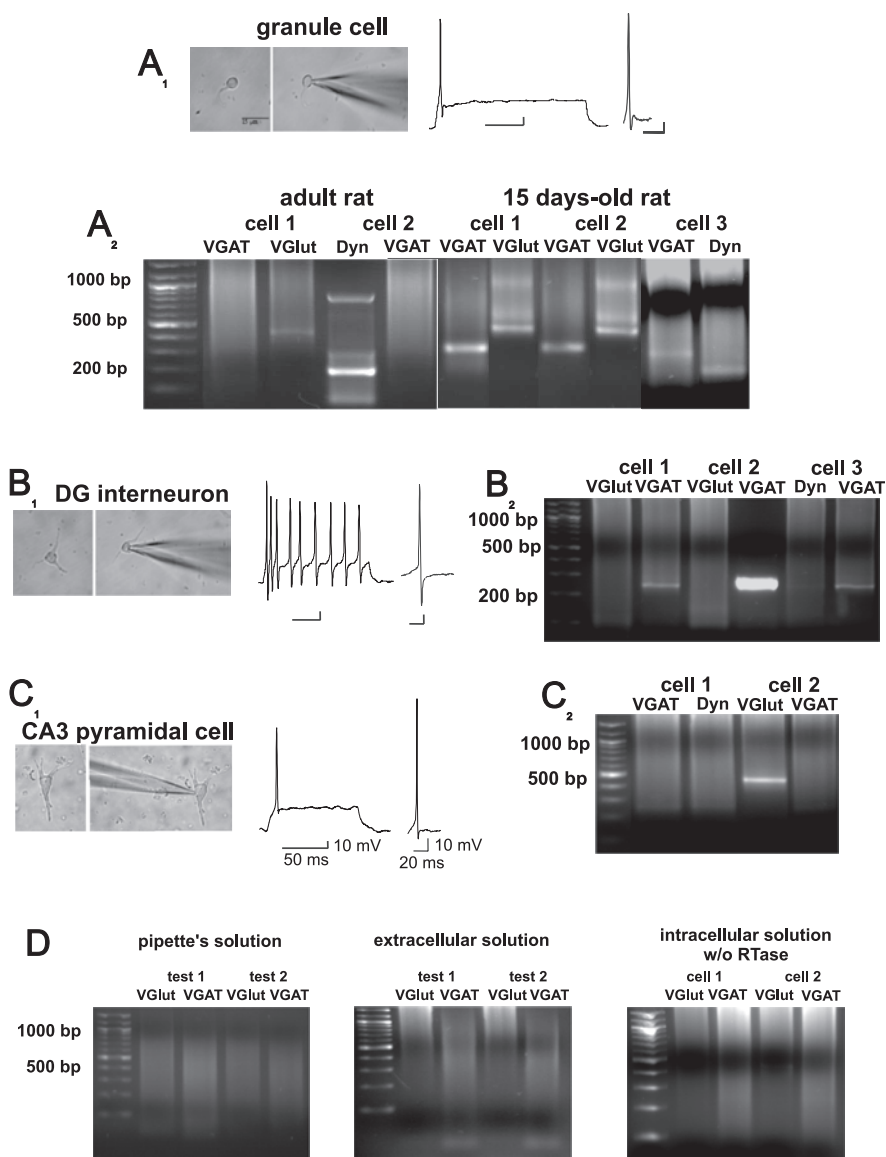 granule cell
A1
adult rat 15 days-old rat
A2
cell 1 cell 2 cell 1 cell 2 cell 3
VGAT VGlut Dyn VGAT VGAT VGlut VGAT VGlut VGAT Dyn
1000 bp
500 bp
200 bp
B1 DG interneuron
B2
cell 1 cell 2 cell 3
VGlut VGAT VGlut VGAT Dyn VGAT
1000 bp
500 bp
200 bp
C1
CA3 pyramidal cell
10 mV
50 ms
10 mV
20 ms
C2
cell 1 cell 2
VGAT Dyn VGlut VGAT
1000 bp
500 bp
D
pipette's solution
test 1 test 2
VGlut VGAT VGlut VGAT
1000 bp
500 bp
extracellular solution
test 1 test 2
VGlut VGAT VGlut VGAT
intracellular solution
w/o RTase
cell 1 cell 2
VGlut VGAT VGlut VGAT